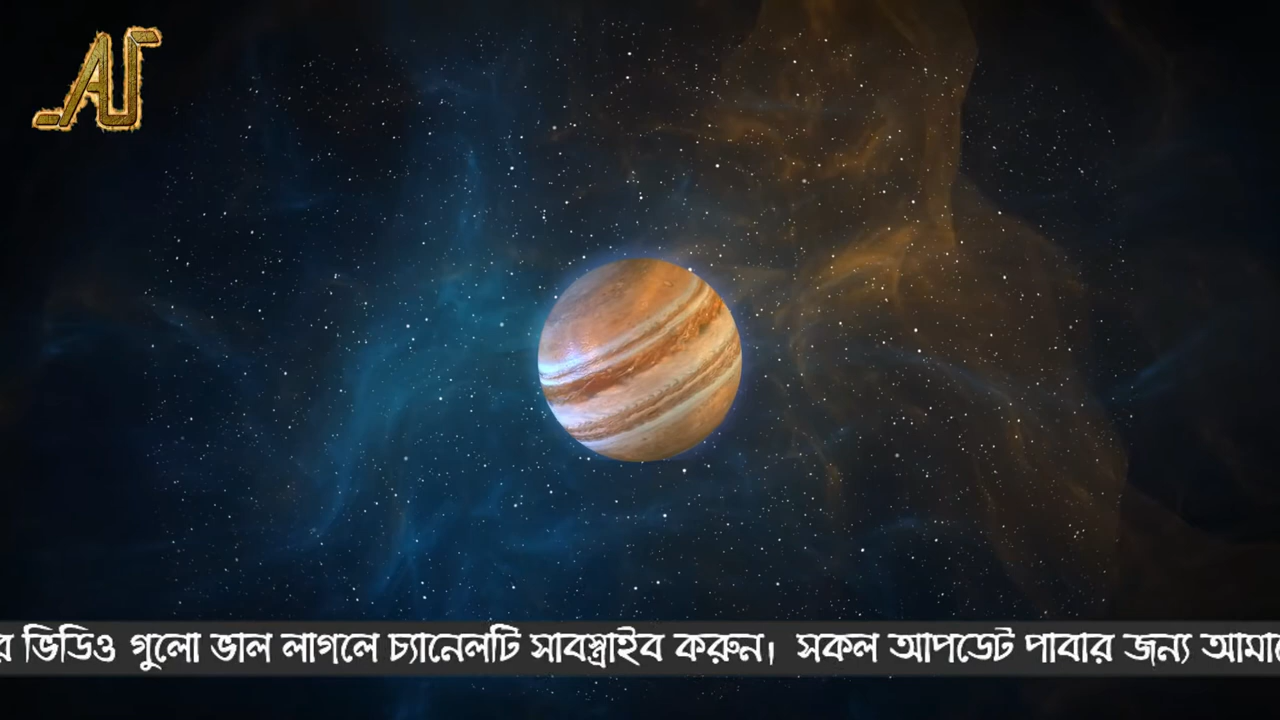 AJ
ভিডিও গুলো ভাল লাগলে চ্যানেলটি সাবস্ক্রাইব করুন। সকল আপডেট পাবার জন্য